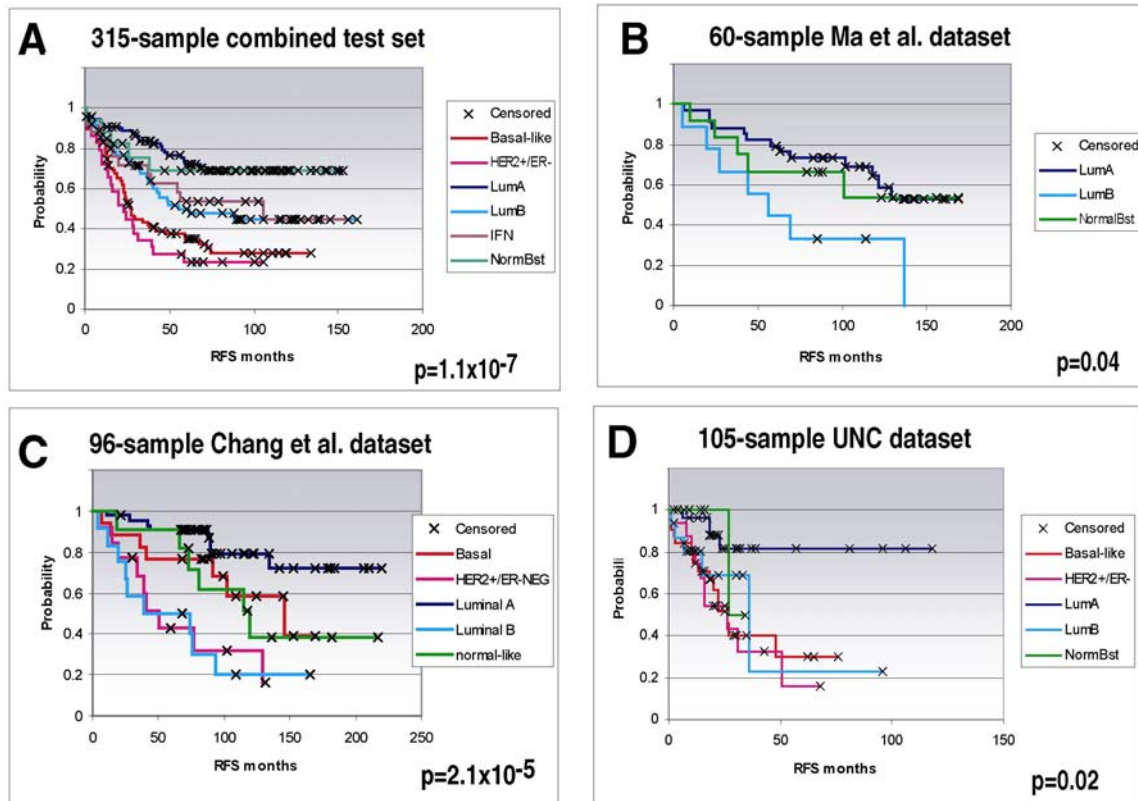 A
315-sample combined test set
Probability
1
0.8
0.6
0.4
0.2
0
0 50 100 150 200
RFS months
Censored
Basal-like
HER2+/ER-
LumA
LumB
IFN
NormBst
p=1.1x10-7
B
60-sample Ma et al. dataset
Probability
1
0.8
0.6
0.4
0.2
0
0 50 100 150 200
RFS months
Censored
LumA
LumB
NormalBst
p=0.04
C
96-sample Chang et al. dataset
Probability
1
0.8
0.6
0.4
0.2
0
0 50 100 150 200 250
RFS months
Censored
Basal
HER2+/ER-NEG
Luminal A
Luminal B
normal-like
p=2.1x10-5
D
105-sample UNC dataset
Probabili
1
0.8
0.6
0.4
0.2
0
0 50 100 150
RFS months
Censored
Basal-like
HER2+/ER-
LumA
LumB
NormBst
p=0.02